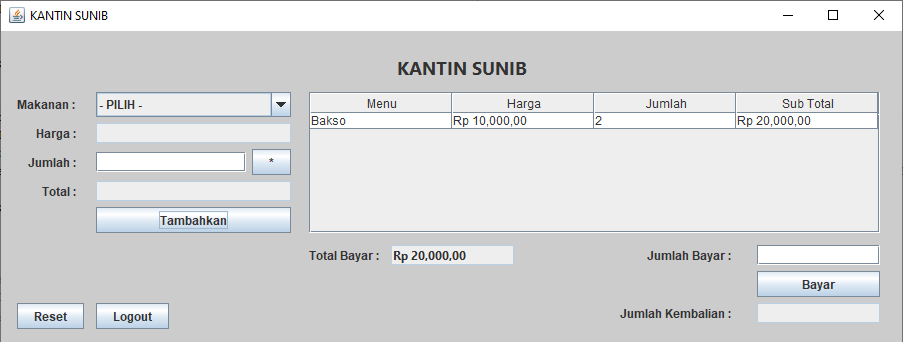 KANTIN SUNIB
KANTIN SUNIB
Makanan : - PILIH -
Harga :
Jumlah : *
Total :
Tambahkan
Menu Harga Jumlah Sub Total
Bakso Rp 10,000,00 2 Rp 20,000,00
Total Bayar : Rp 20,000,00
Jumlah Bayar :
Bayar
Jumlah Kembalian :
Reset Logout